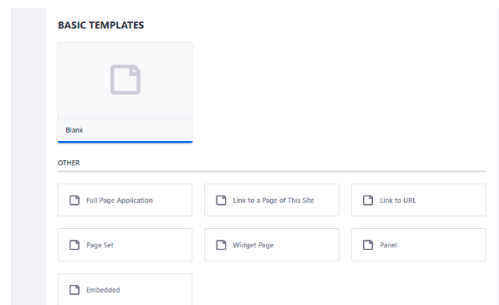 BASIC TEMPLATES
Blank
OTHER
Full Page Application
Link to a Page of This Site
Link to URL
Page Set
Widget Page
Panel
Embedded